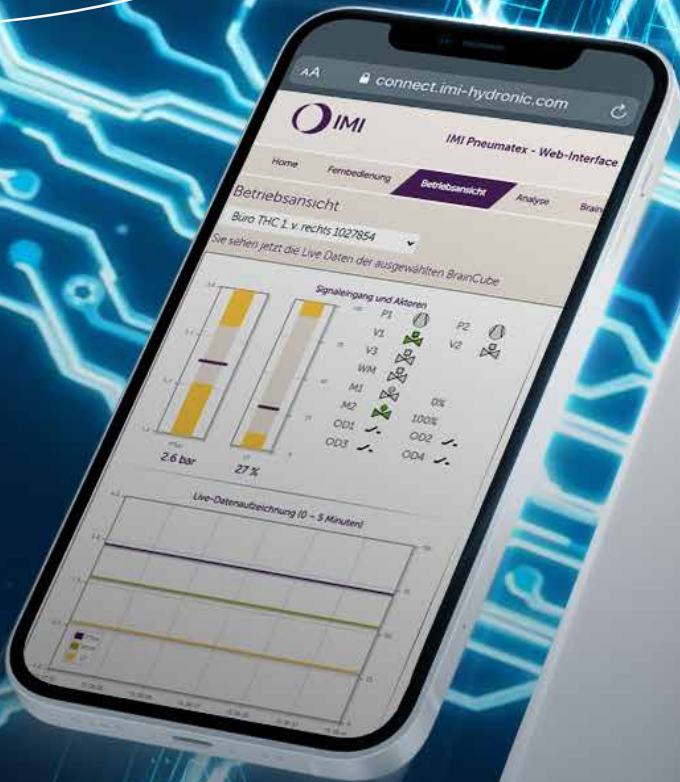 AA connect.imi-hydronic.com
IMI
IMI Pneumatex - Web-Interface
Home Fernbedienung Betriebsansicht Analyse Brain
Betriebsansicht
Büro THC 1. v. rechts 1027854
Sie sehen jetzt die Live Daten der ausgewählten BrainCube
Signaleingang und Aktoren
P1 P2
V1 V2
V3
WM
M1 0%
M2 100%
OD1 OD2
OD3 OD4
2.6 bar 27 %
Live-Datenaufzeichnung (0 – 5 Minuten)